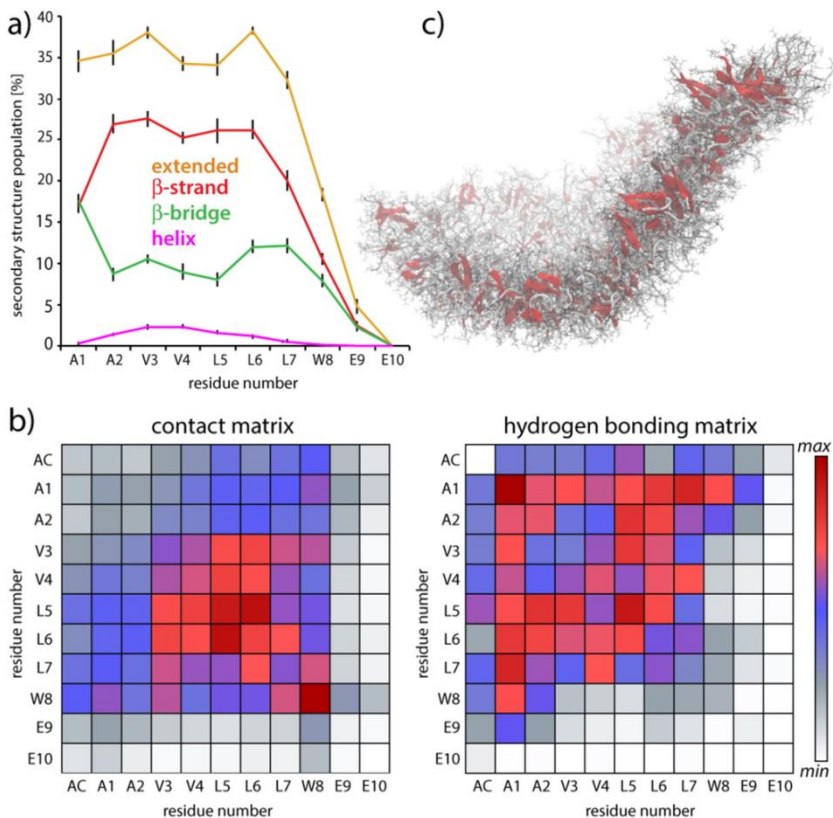 a)
c)
secondary structure population [%]
40
35
30
25
20
15
10
5
0
extended
β-strand
β-bridge
helix
A1 A2 V3 V4 L5 L6 L7 W8 E9 E10
residue number
b)
contact matrix
residue number
AC
A1
A2
V3
V4
L5
L6
L7
W8
E9
E10
AC A1 A2 V3 V4 L5 L6 L7 W8 E9 E10
residue number
hydrogen bonding matrix
residue number
AC
A1
A2
V3
V4
L5
L6
L7
W8
E9
E10
AC A1 A2 V3 V4 L5 L6 L7 W8 E9 E10
residue number
max
min